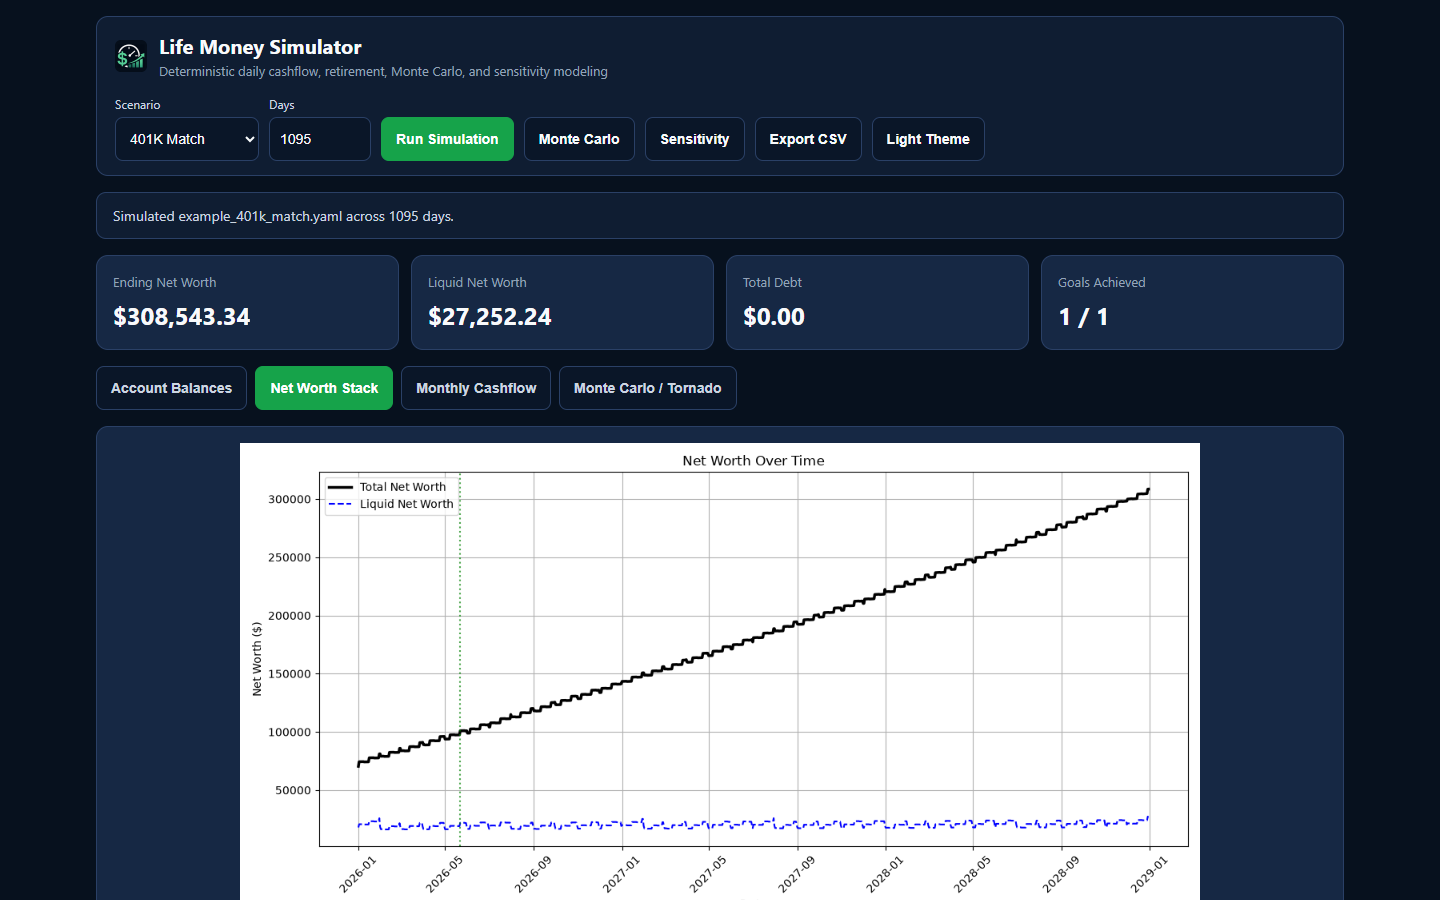 Life Money Simulator
Deterministic daily cashflow, retirement, Monte Carlo, and sensitivity modeling
Scenario
Days
401K Match
1095
Run Simulation
Monte Carlo
Sensitivity
Export CSV
Light Theme
Simulated example_401k_match.yaml across 1095 days.
Ending Net Worth
$308,543.34
Liquid Net Worth
$27,252.24
Total Debt
$0.00
Goals Achieved
1 / 1
Account Balances
Net Worth Stack
Monthly Cashflow
Monte Carlo / Tornado
Net Worth Over Time
Total Net Worth
Liquid Net Worth
Net Worth ($)
300000
250000
200000
150000
100000
50000
2026-01
2026-05
2026-09
2027-01
2027-05
2027-09
2028-01
2028-05
2028-09
2029-01